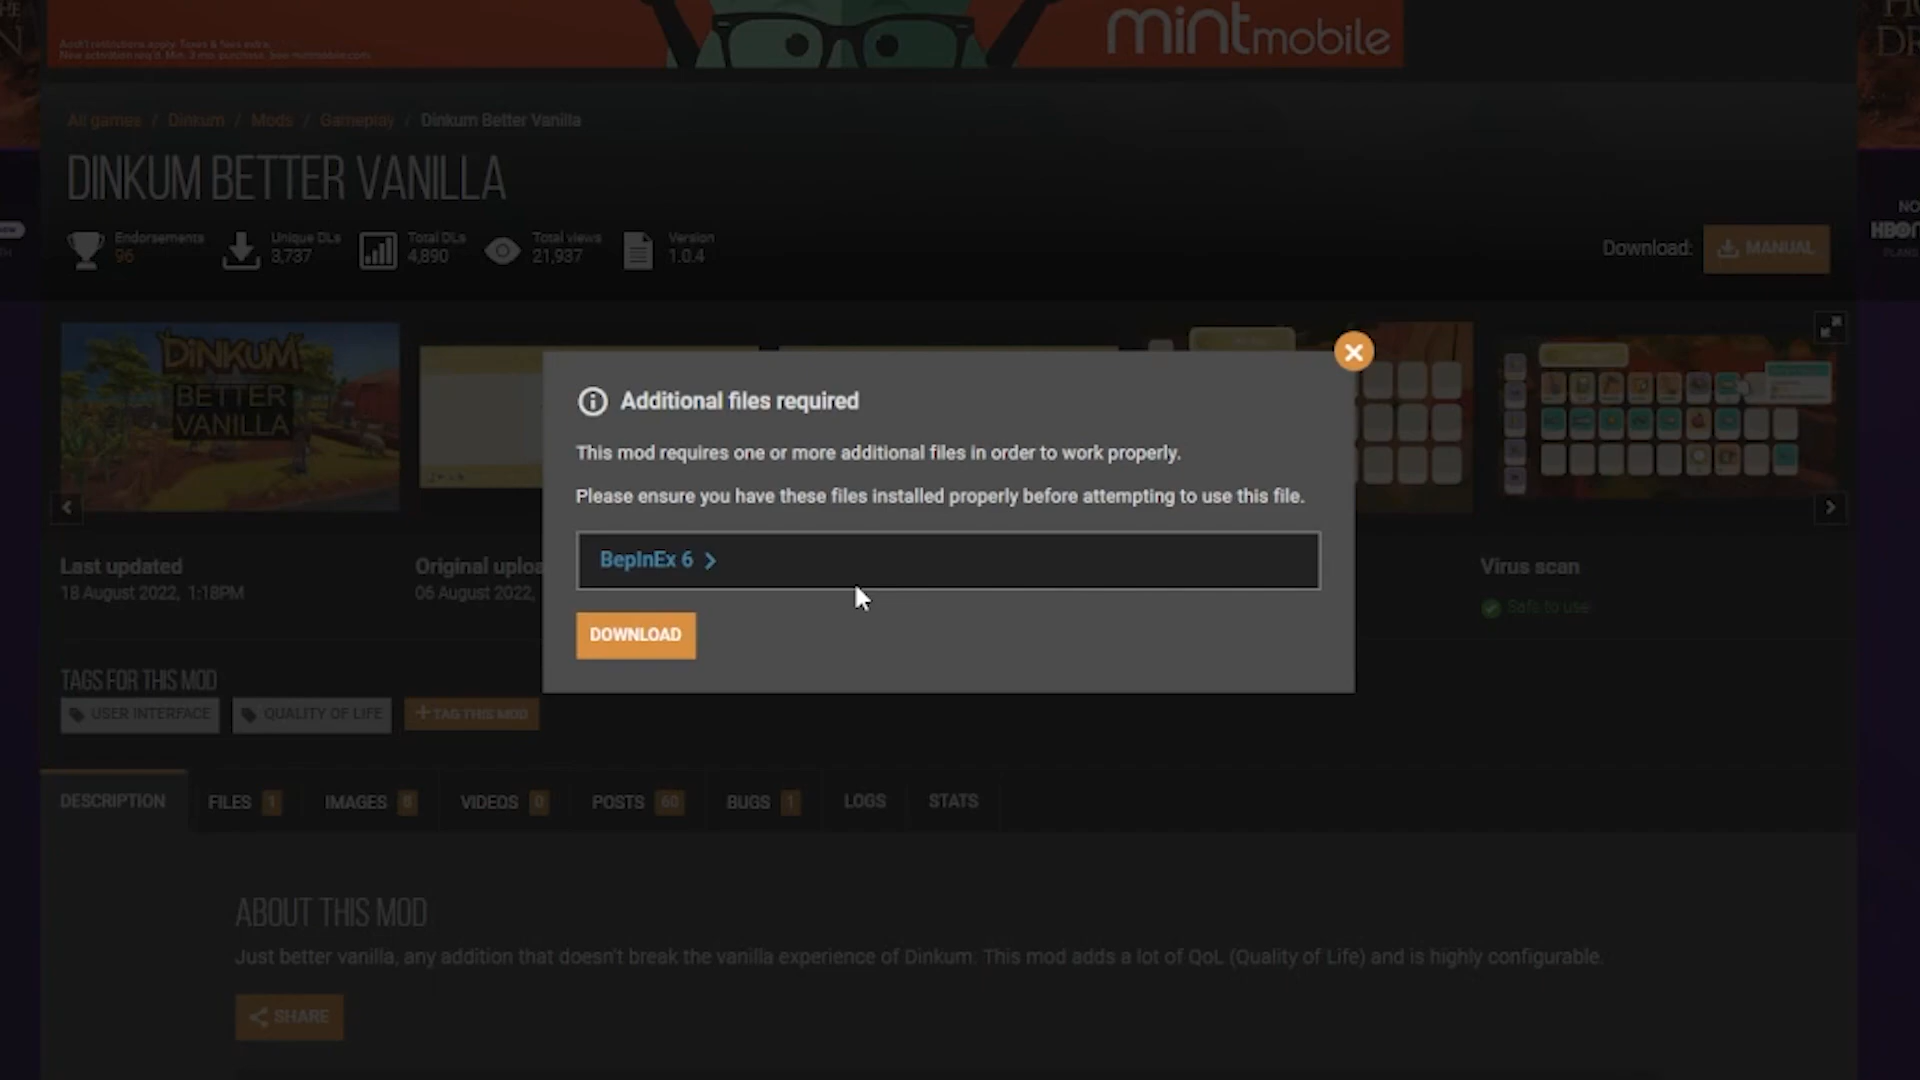 mintmobile
All games / Dinkum / Mods / Gameplay / Dinkum Better Vanilla
DINKUM BETTER VANILLA
Endorsements
96
Unique DLs
3,737
Total DLs
4,890
Total views
21,937
Version
1.0.4
Download:
MANUAL
DINKUM
BETTER
VANILLA
Additional files required
This mod requires one or more additional files in order to work properly.
Please ensure you have these files installed properly before attempting to use this file.
BepInEx 6 >
DOWNLOAD
Last updated
18 August 2022, 1:18PM
Original uploa
06 August 2022,
Virus scan
Safe to use
TAGS FOR THIS MOD
USER INTERFACE
QUALITY OF LIFE
+ TAG THIS MOD
DESCRIPTION
FILES 1
IMAGES
VIDEOS 0
POSTS 60
BUGS 1
LOGS
STATS
ABOUT THIS MOD
Just better vanilla, any addition that doesn't break the vanilla experience of Dinkum. This mod adds a lot of QoL (Quality of Life) and is highly configurable.
SHARE